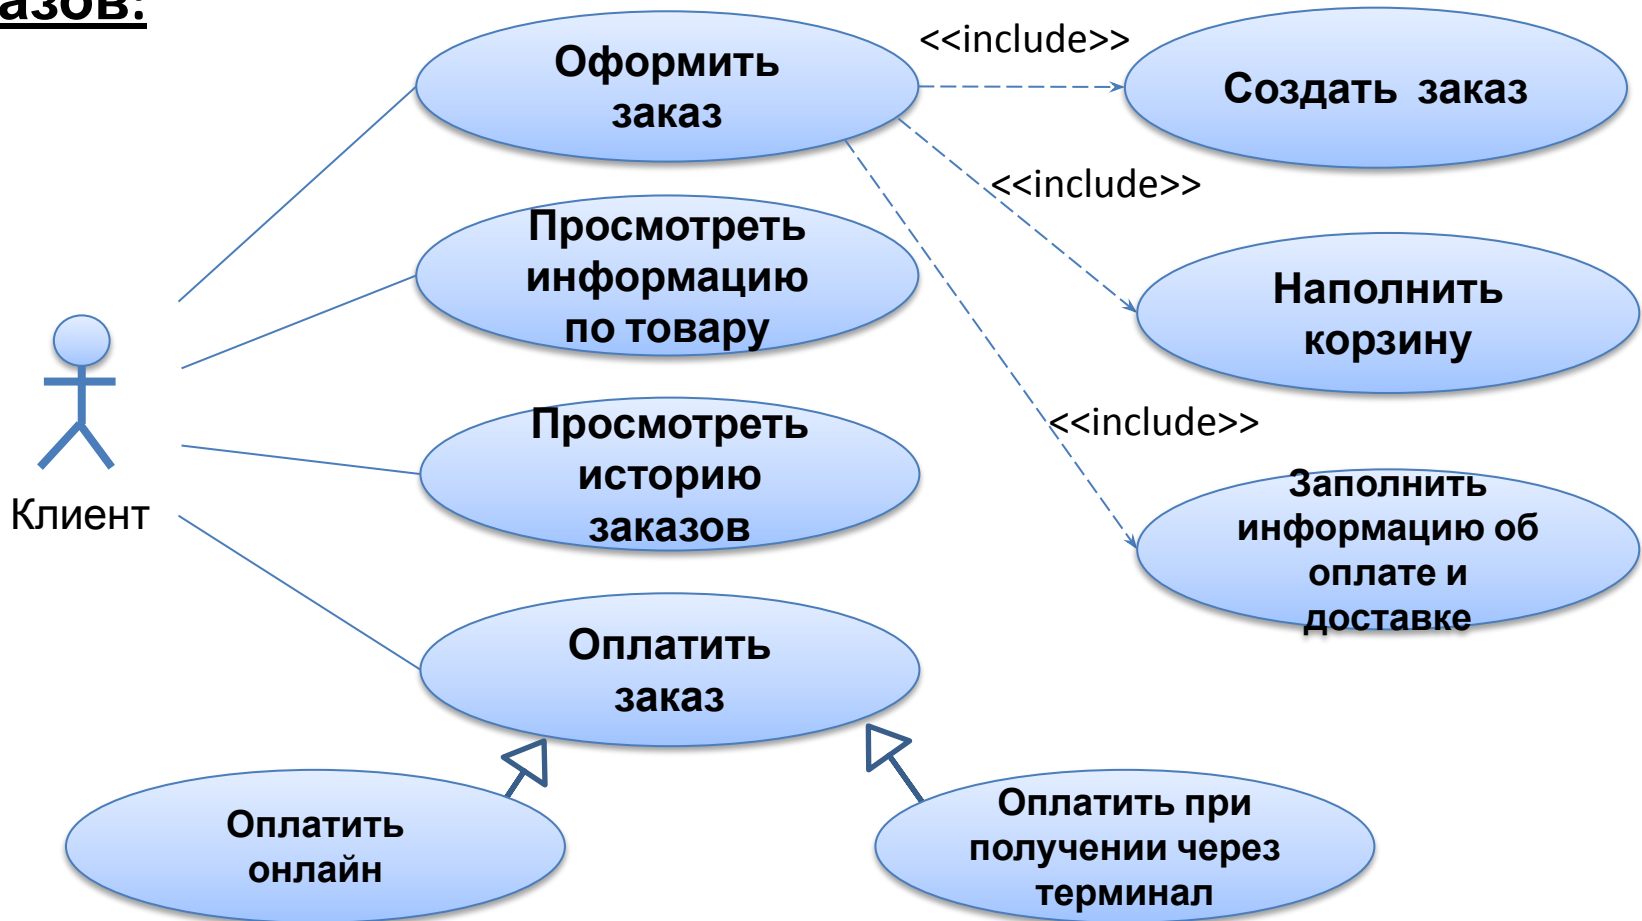 азов:
Оформить
заказ
<<include>>
Создать заказ
<<include>>
Просмотреть
информацию
по товару
Наполнить
корзину
Просмотреть
историю
заказов
<<include>>
Клиент
Заполнить
информацию об
оплате и
доставке
Оплатить
заказ
Оплатить
онлайн
Оплатить при
получении через
терминал